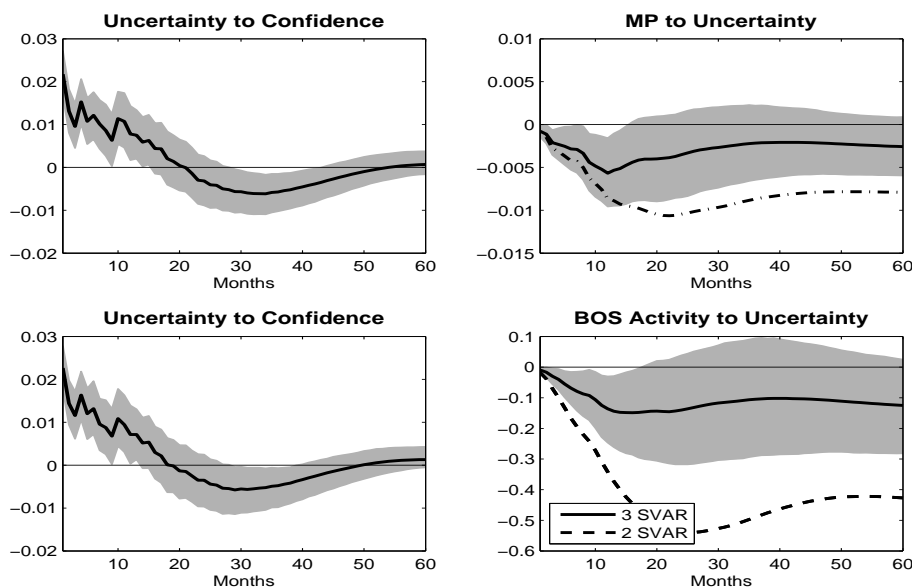 Uncertainty to Confidence
0.03
0.02
0.01
0
−0.01
−0.02
10 20 30 40 50 60
Months
MP to Uncertainty
0.01
0.005
0
−0.005
−0.01
−0.015
10 20 30 40 50 60
Months
Uncertainty to Confidence
0.03
0.02
0.01
0
−0.01
−0.02
10 20 30 40 50 60
Months
BOS Activity to Uncertainty
0.1
0
−0.1
−0.2
−0.3
−0.4
−0.5
−0.6
3 SVAR
2 SVAR
10 20 30 40 50 60
Months